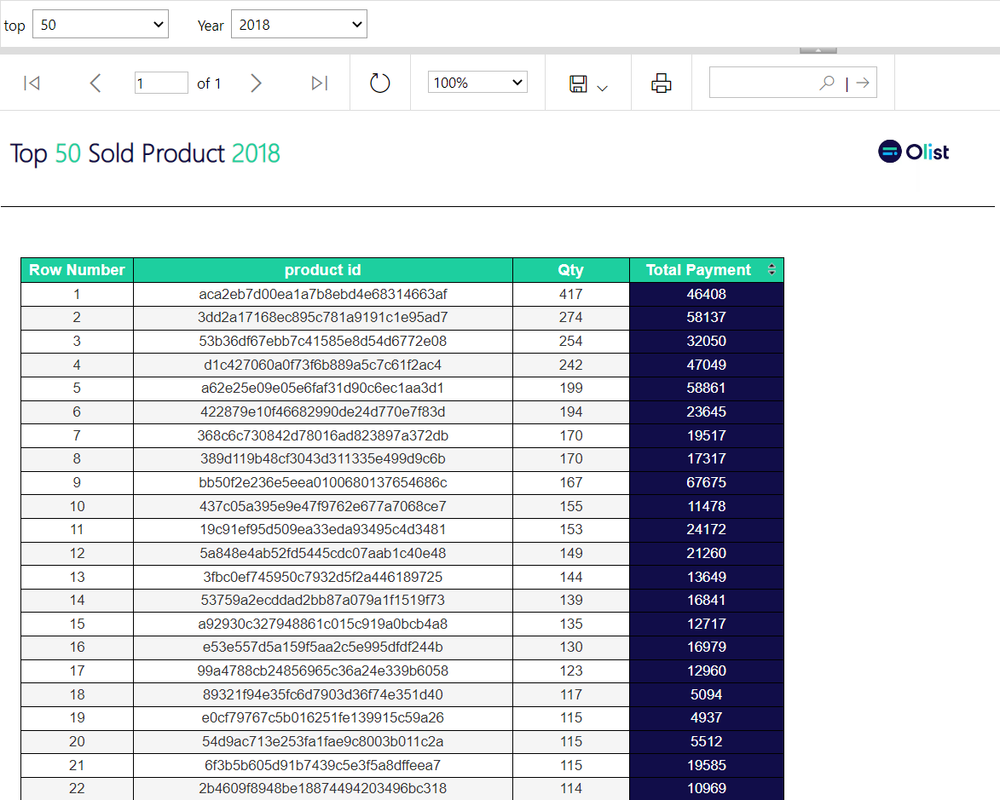 top 50 Year 2018
1 of 1 100% |
Top 50 Sold Product 2018 Olist
Row Number product id Qty Total Payment
1 aca2eb7d00ea1a7b8ebd4e68314663af 417 46408
2 3dd2a17168ec895c781a9191c1e95ad7 274 58137
3 53b36df67ebb7c41585e8d54d6772e08 254 32050
4 d1c427060a0f73f6b889a5c7c61f2ac4 242 47049
5 a62e25e09e05e6faf31d90c6ec1aa3d1 199 58861
6 422879e10f46682990de24d770e7f83d 194 23645
7 368c6c730842d78016ad823897a372db 170 19517
8 389d119b48cf3043d311335e499d9c6b 170 17317
9 bb50f2e236e5eea0100680137654686c 167 67675
10 437c05a395e9e47f9762e677a7068ce7 155 11478
11 19c91ef95d509ea33eda93495c4d3481 153 24172
12 5a848e4ab52fd5445cdc07aab1c40e48 149 21260
13 3fbc0ef745950c7932d5f2a446189725 144 13649
14 53759a2ecddad2bb87a079a1f1519f73 139 16841
15 a92930c327948861c015c919a0bcb4a8 135 12717
16 e53e557d5a159f5aa2c5e995dfdf244b 130 16979
17 99a4788cb24856965c36a24e339b6058 123 12960
18 89321f94e35fc6d7903d36f74e351d40 117 5094
19 e0cf79767c5b016251fe139915c59a26 115 4937
20 54d9ac713e253fa1fae9c8003b011c2a 115 5512
21 6f3b5b605d91b7439c5e3f5a8dffeea7 115 19585
22 2b4609f8948be18874494203496bc318 114 10969